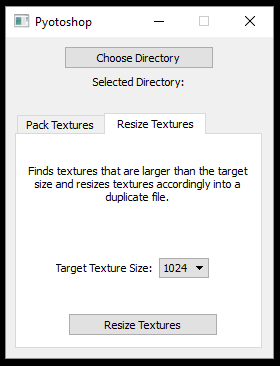 Pyotoshop
Choose Directory
Selected Directory:
Pack Textures
Resize Textures
Finds textures that are larger than the target
size and resizes textures accordingly into a
duplicate file.
Target Texture Size: 1024
Resize Textures